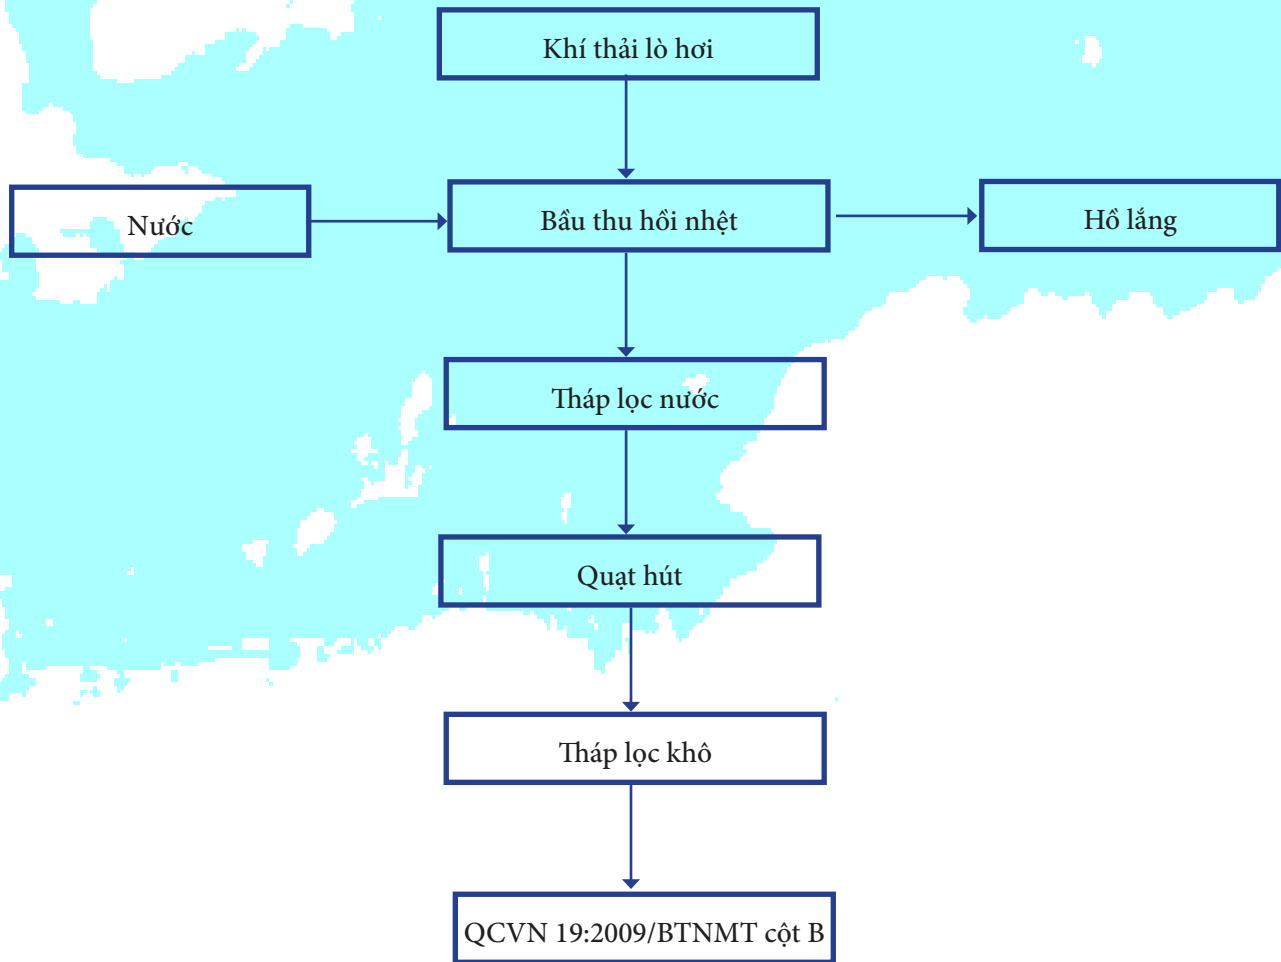 Khí thải lò hơi
Nước
Bầu thu hồi nhệt
Hồ lắng
Tháp lọc nước
Quạt hút
Tháp lọc khô
QCVN 19:2009/BTNMT cột B